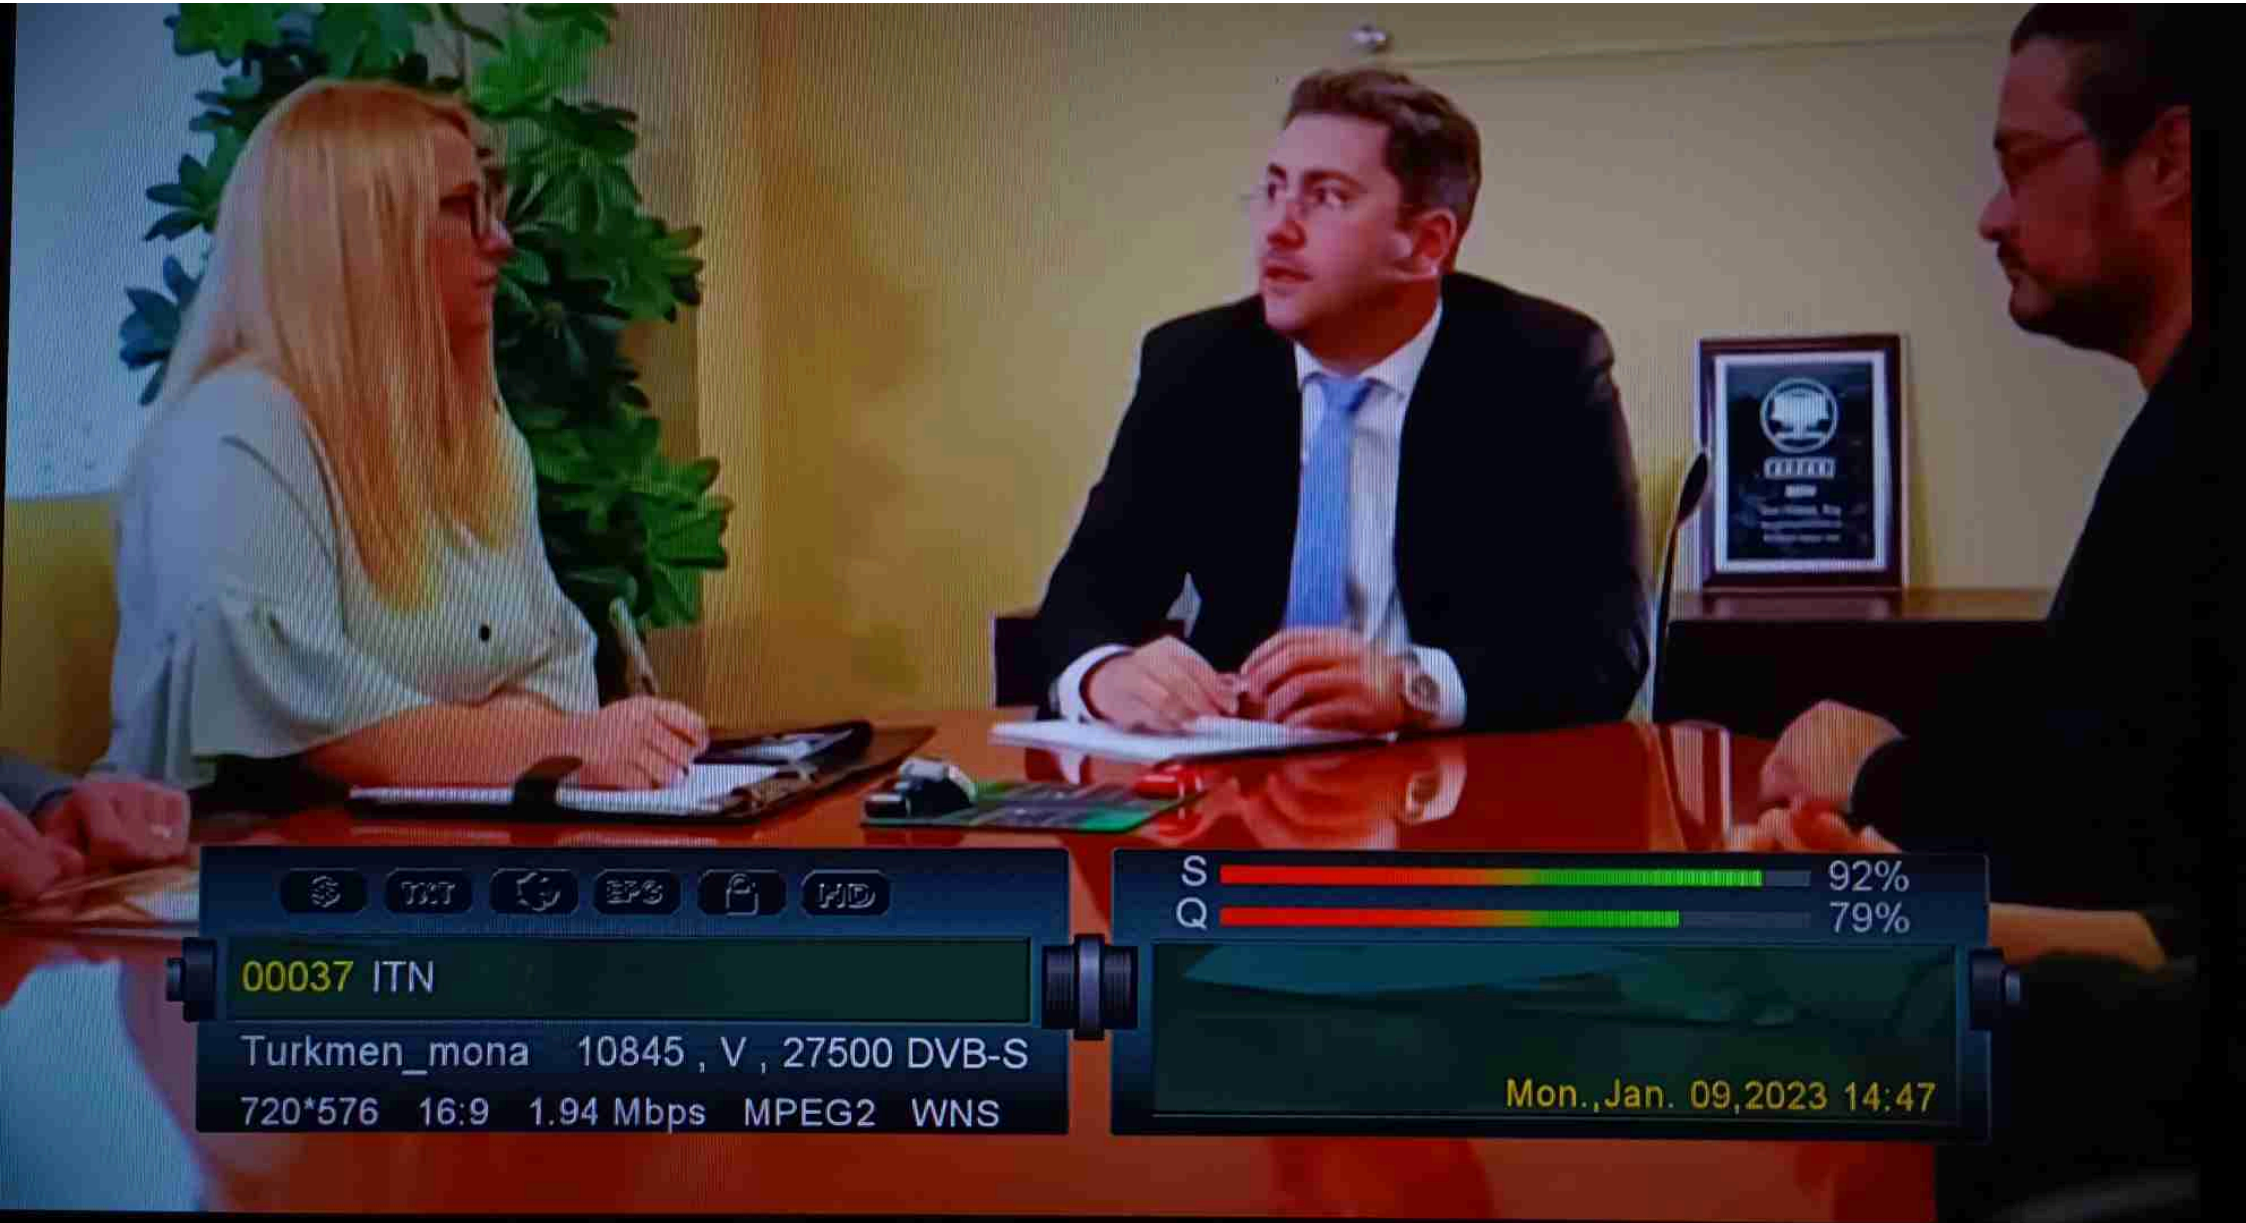 $ TXT EPG HD
S 92%
Q 79%
00037 ITN
Turkmen_mona 10845 , V , 27500 DVB-S
720*576 16:9 1.94 Mbps MPEG2 WNS
Mon.,Jan. 09,2023 14:47